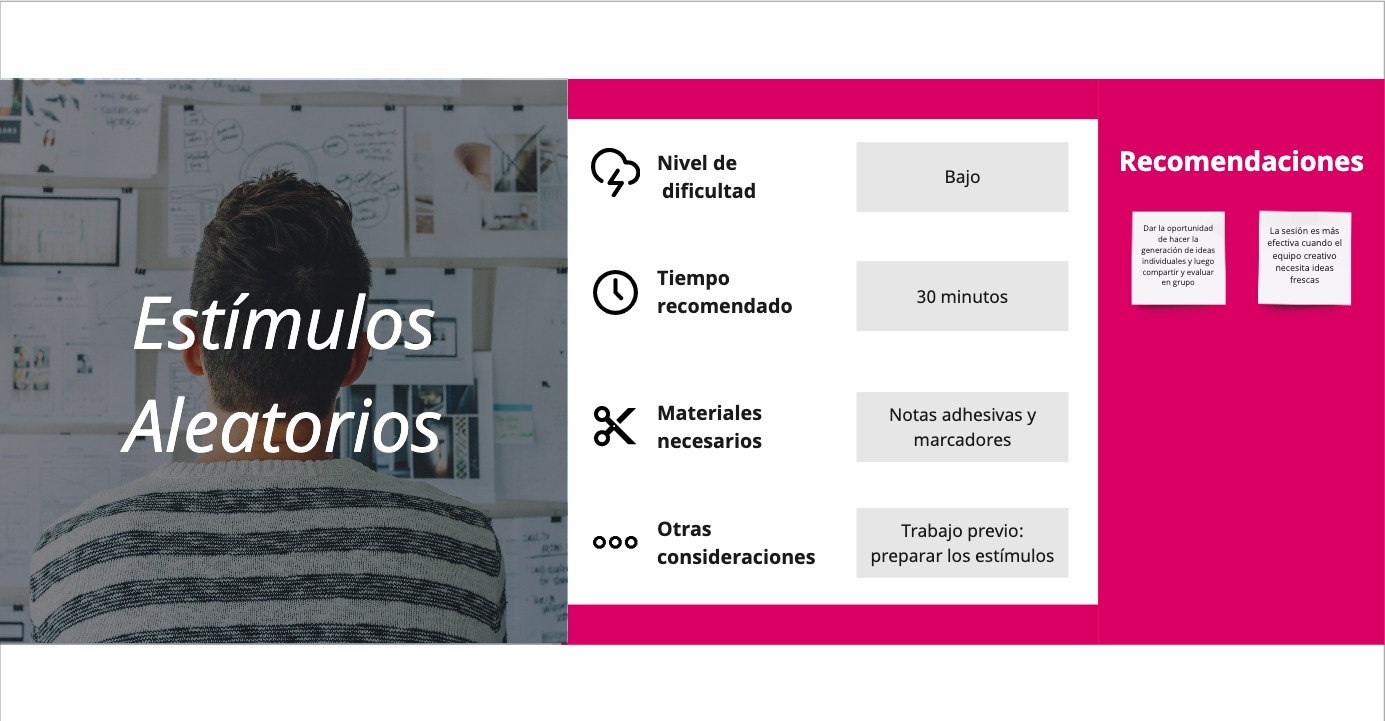 Estímulos
Aleatorios
Nivel de
dificultad
Bajo
Tiempo
recomendado
30 minutos
Materiales
necesarios
Notas adhesivas y
marcadores
Otras
consideraciones
Trabajo previo:
preparar los estímulos
Recomendaciones
Dar la oportunidad
de hacer la
generación de ideas
individuales y luego
compartir y evaluar
en grupo
La sesión es más
efectiva cuando el
equipo creativo
necesita ideas
frescas